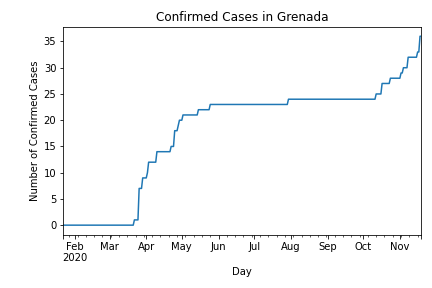 Confirmed Cases in Grenada
Number of Confirmed Cases
35
30
25
20
15
10
5
0
Feb Mar Apr May Jun Jul Aug Sep Oct Nov
2020
Day